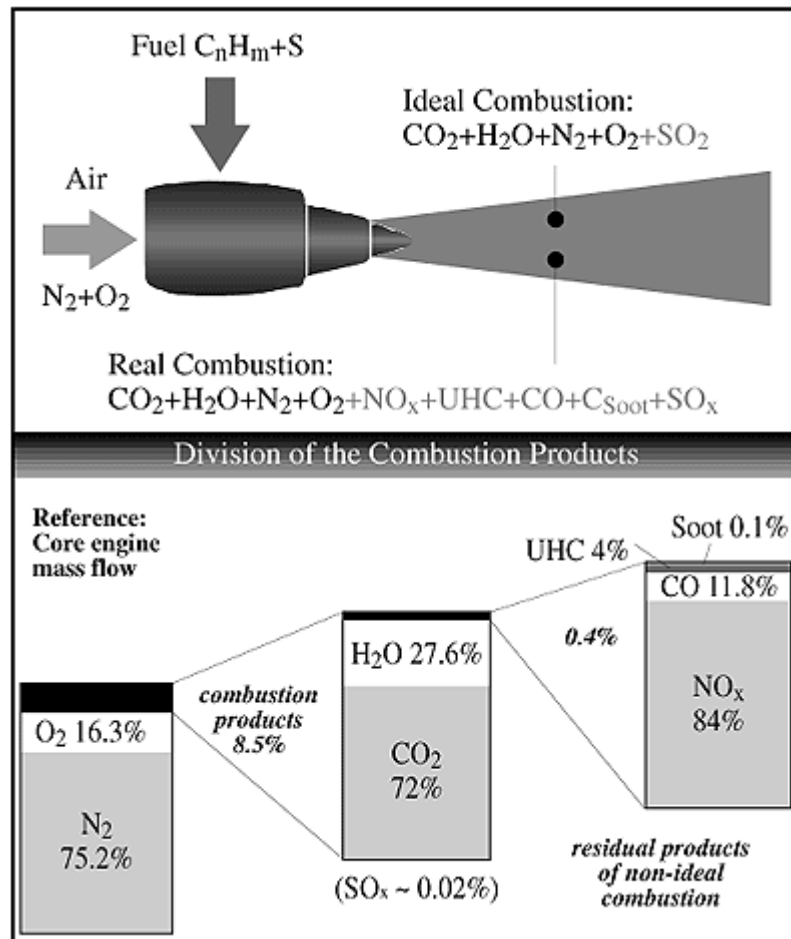 Fuel CₙHₘ+S
Ideal Combustion:
CO₂+H₂O+N₂+O₂+SO₂
Air
N₂+O₂
Real Combustion:
CO₂+H₂O+N₂+O₂+NOₓ+UHC+CO+C_Soot+SOₓ
Division of the Combustion Products
Reference:
Core engine
mass flow
O₂ 16.3%
N₂
75.2%
combustion
products
8.5%
H₂O 27.6%
CO₂
72%
(SOₓ ~ 0.02%)
0.4%
Soot 0.1%
UHC 4%
CO 11.8%
NOₓ
84%
residual products
of non-ideal
combustion